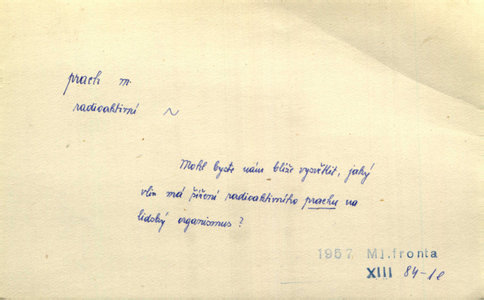 prach m.
radioaktivní ~
Mohl byste nám blíže vysvětlit, jaký
vliv má šíření radioaktivního prachu na
lidský organismus?
1957 Ml.fronta
XIII 84-1e